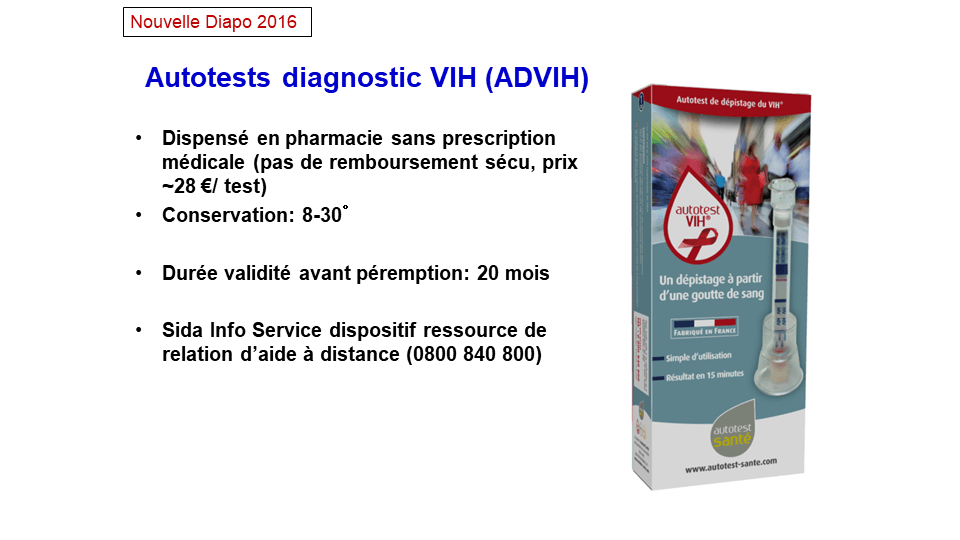 Nouvelle Diapo 2016
Autotests diagnostic VIH (ADVIH)
• Dispensé en pharmacie sans prescription
médicale (pas de remboursement sécu, prix
~28 €/ test)
• Conservation: 8-30°
• Durée validité avant péremption: 20 mois
• Sida Info Service dispositif ressource de
relation d’aide à distance (0800 840 800)
Autotest de dépistage du VIH®
autotest
VIH®
Un dépistage à partir
d’une goutte de sang
FABRIQUÉ EN FRANCE
Simple d’utilisation
Résultat en 15 minutes
autotest
santé
www.autotest-sante.com